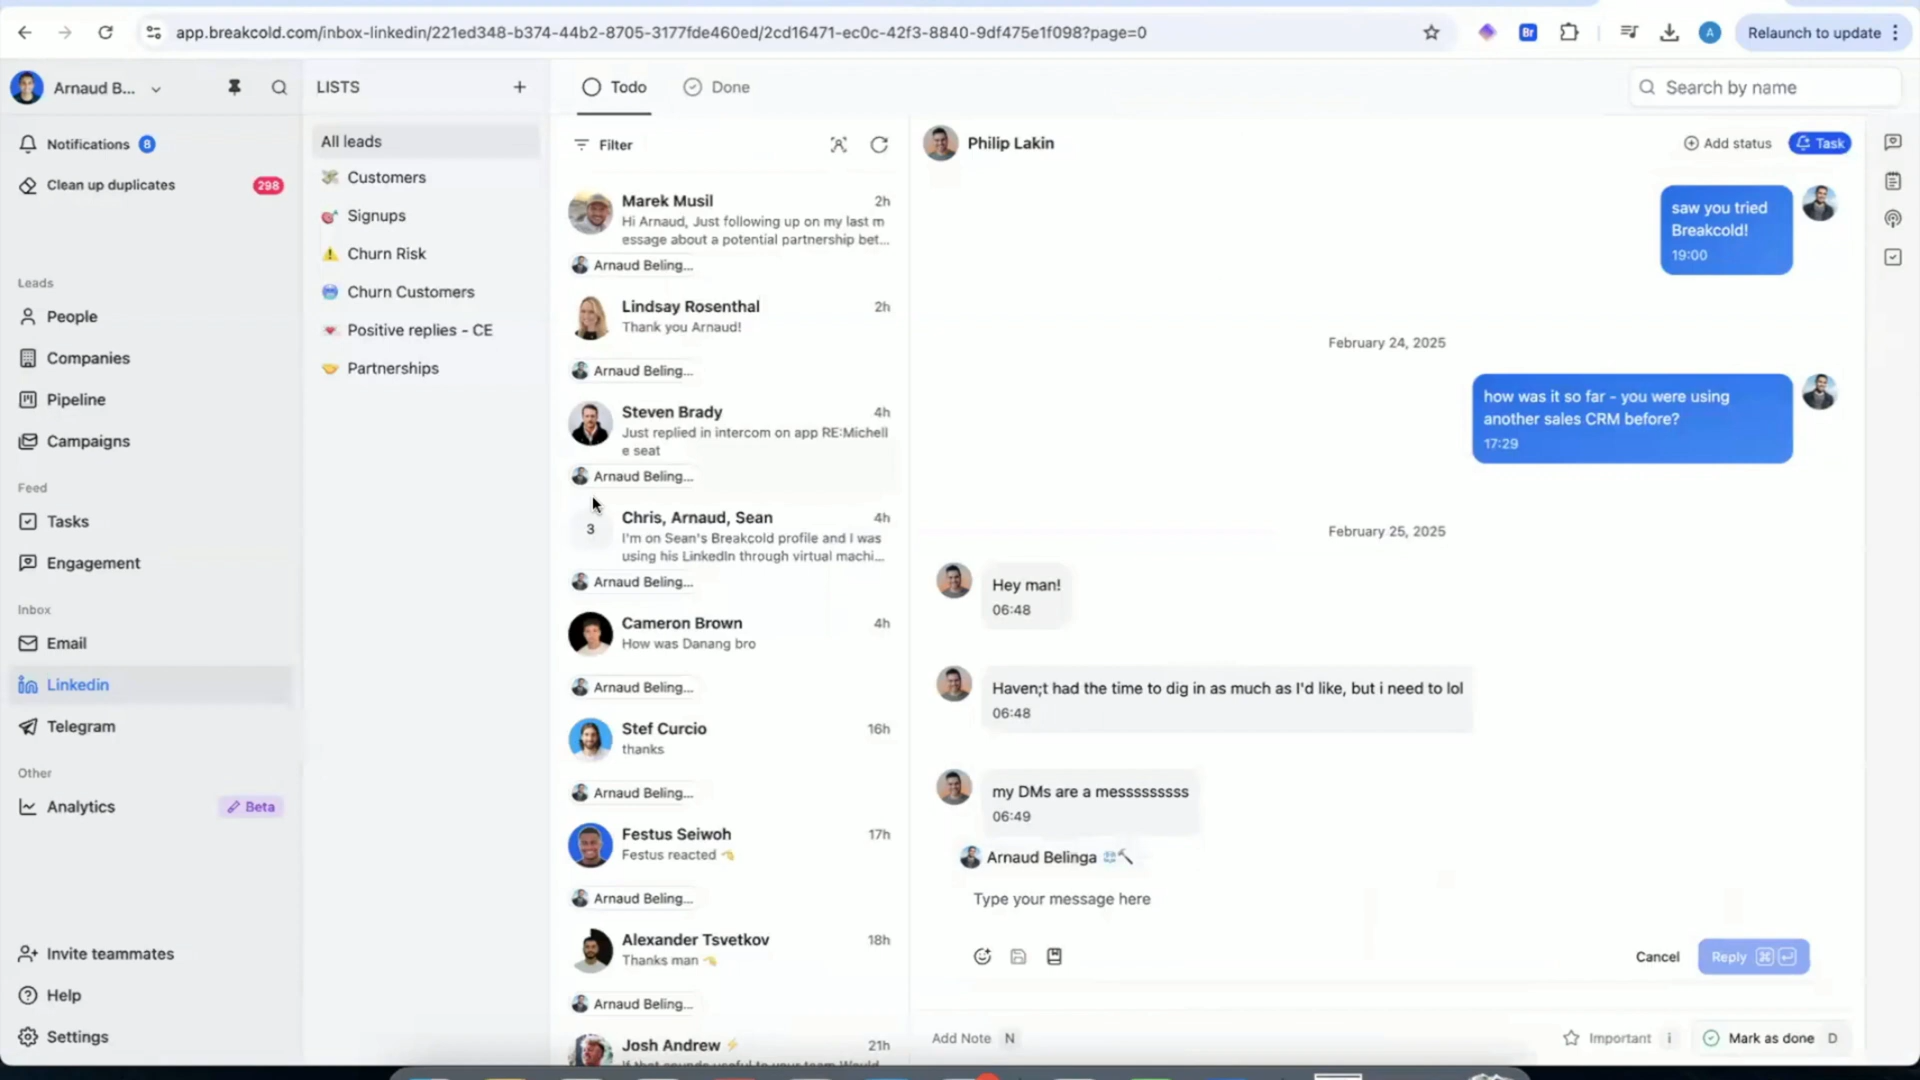 app.breakcold.com/inbox-linkedin/221ed348-b374-44b2-8705-3177fde460ed/2cd16471-ec0c-42f3-8840-9df475e1f098?page=0
Br
A
Relaunch to update
Arnaud B...
Notifications 8
Clean up duplicates 298
Leads
People
Companies
Pipeline
Campaigns
Feed
Tasks
Engagement
Inbox
Email
Linkedin
Telegram
Other
Analytics Beta
Invite teammates
Help
Settings
LISTS +
All leads
Customers
Signups
Churn Risk
Churn Customers
Positive replies - CE
Partnerships
Todo Done
Search by name
Filter
Marek Musil 2h
Hi Arnaud, Just following up on my last m
essage about a potential partnership bet...
Arnaud Beling...
Lindsay Rosenthal 2h
Thank you Arnaud!
Arnaud Beling...
Steven Brady 4h
Just replied in intercom on app RE:Michell
e seat
Arnaud Beling...
3
Chris, Arnaud, Sean 4h
I'm on Sean's Breakcold profile and I was
using his LinkedIn through virtual machi...
Arnaud Beling...
Cameron Brown 4h
How was Danang bro
Arnaud Beling...
Stef Curcio 16h
thanks
Arnaud Beling...
Festus Seiwoh 17h
Festus reacted
Arnaud Beling...
Alexander Tsvetkov 18h
Thanks man
Arnaud Beling...
Josh Andrew 21h
Philip Lakin
Add status Task
saw you tried
Breakcold!
19:00
February 24, 2025
how was it so far - you were using
another sales CRM before?
17:29
February 25, 2025
Hey man!
06:48
Haven;t had the time to dig in as much as I'd like, but i need to lol
06:48
my DMs are a messsssssss
06:49
Arnaud Belinga
Type your message here
Cancel Reply
Add Note N
Important i Mark as done D